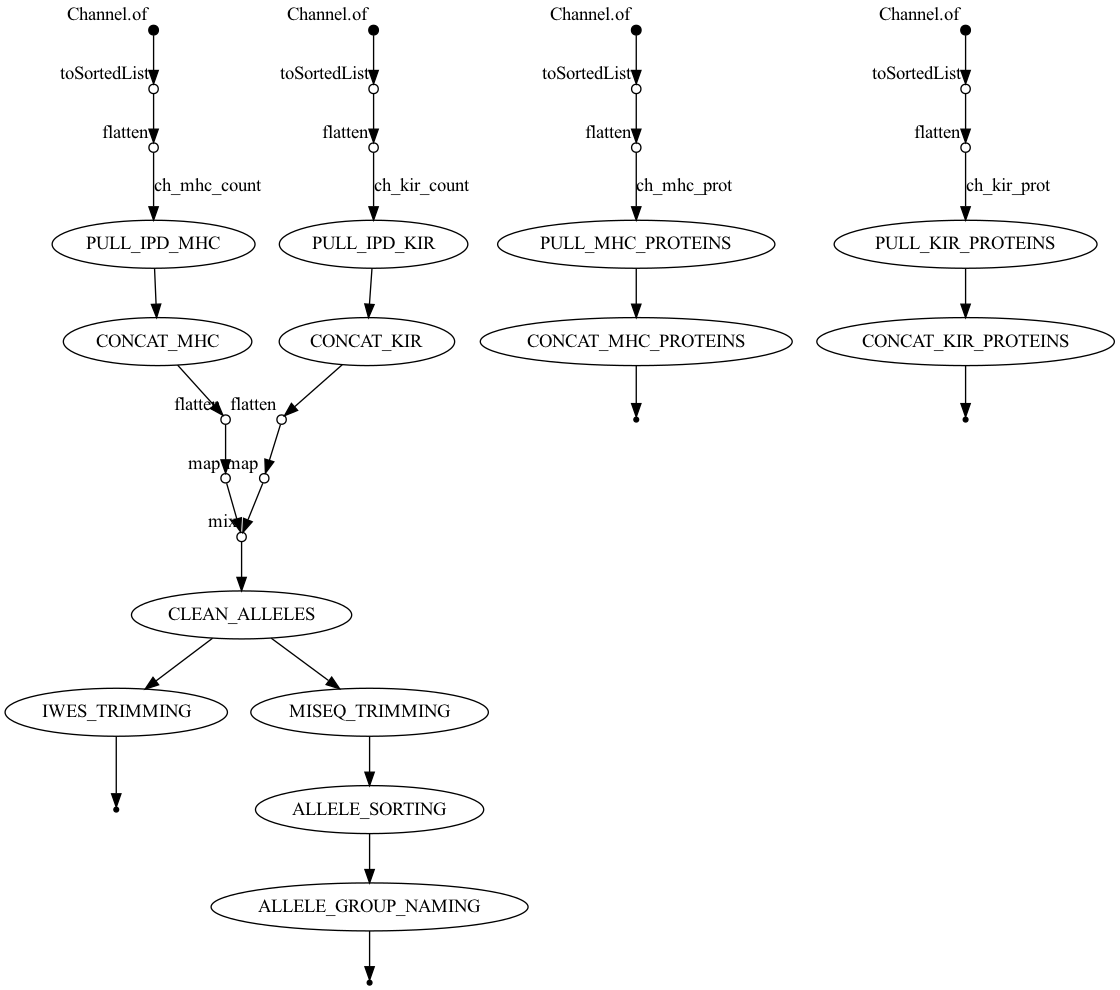 Channel.of Channel.of Channel.of Channel.of
toSortedList toSortedList toSortedList toSortedList
flatten flatten flatten flatten
ch_mhc_count ch_kir_count ch_mhc_prot ch_kir_prot
PULL_IPD_MHC PULL_IPD_KIR PULL_MHC_PROTEINS PULL_KIR_PROTEINS
CONCAT_MHC CONCAT_KIR CONCAT_MHC_PROTEINS CONCAT_KIR_PROTEINS
flatten flatten
map map
mix
CLEAN_ALLELES
IWES_TRIMMING MISEQ_TRIMMING
ALLELE_SORTING
ALLELE_GROUP_NAMING